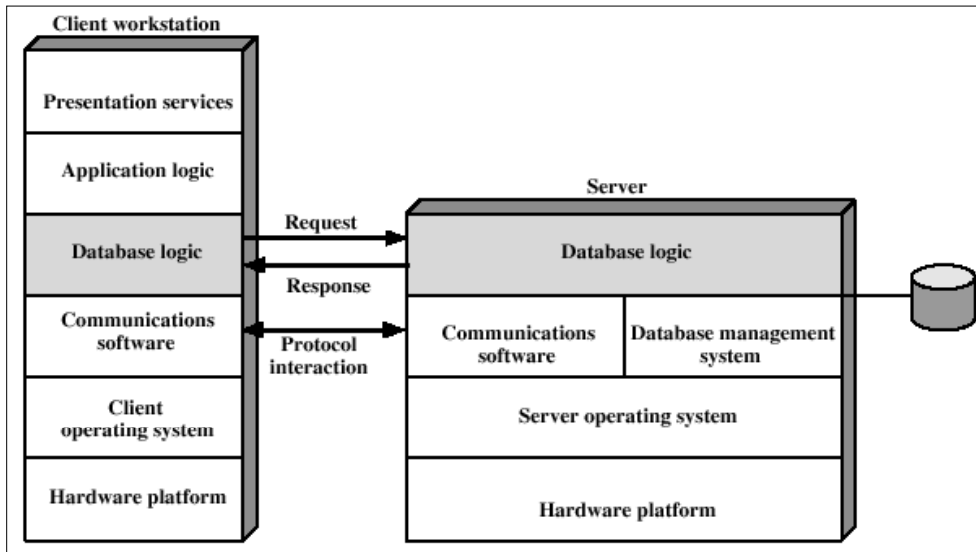 Client workstation
Presentation services
Application logic
Database logic
Communications
software
Client
operating system
Hardware platform
Request
Response
Protocol
interaction
Server
Database logic
Communications
software
Database management
system
Server operating system
Hardware platform